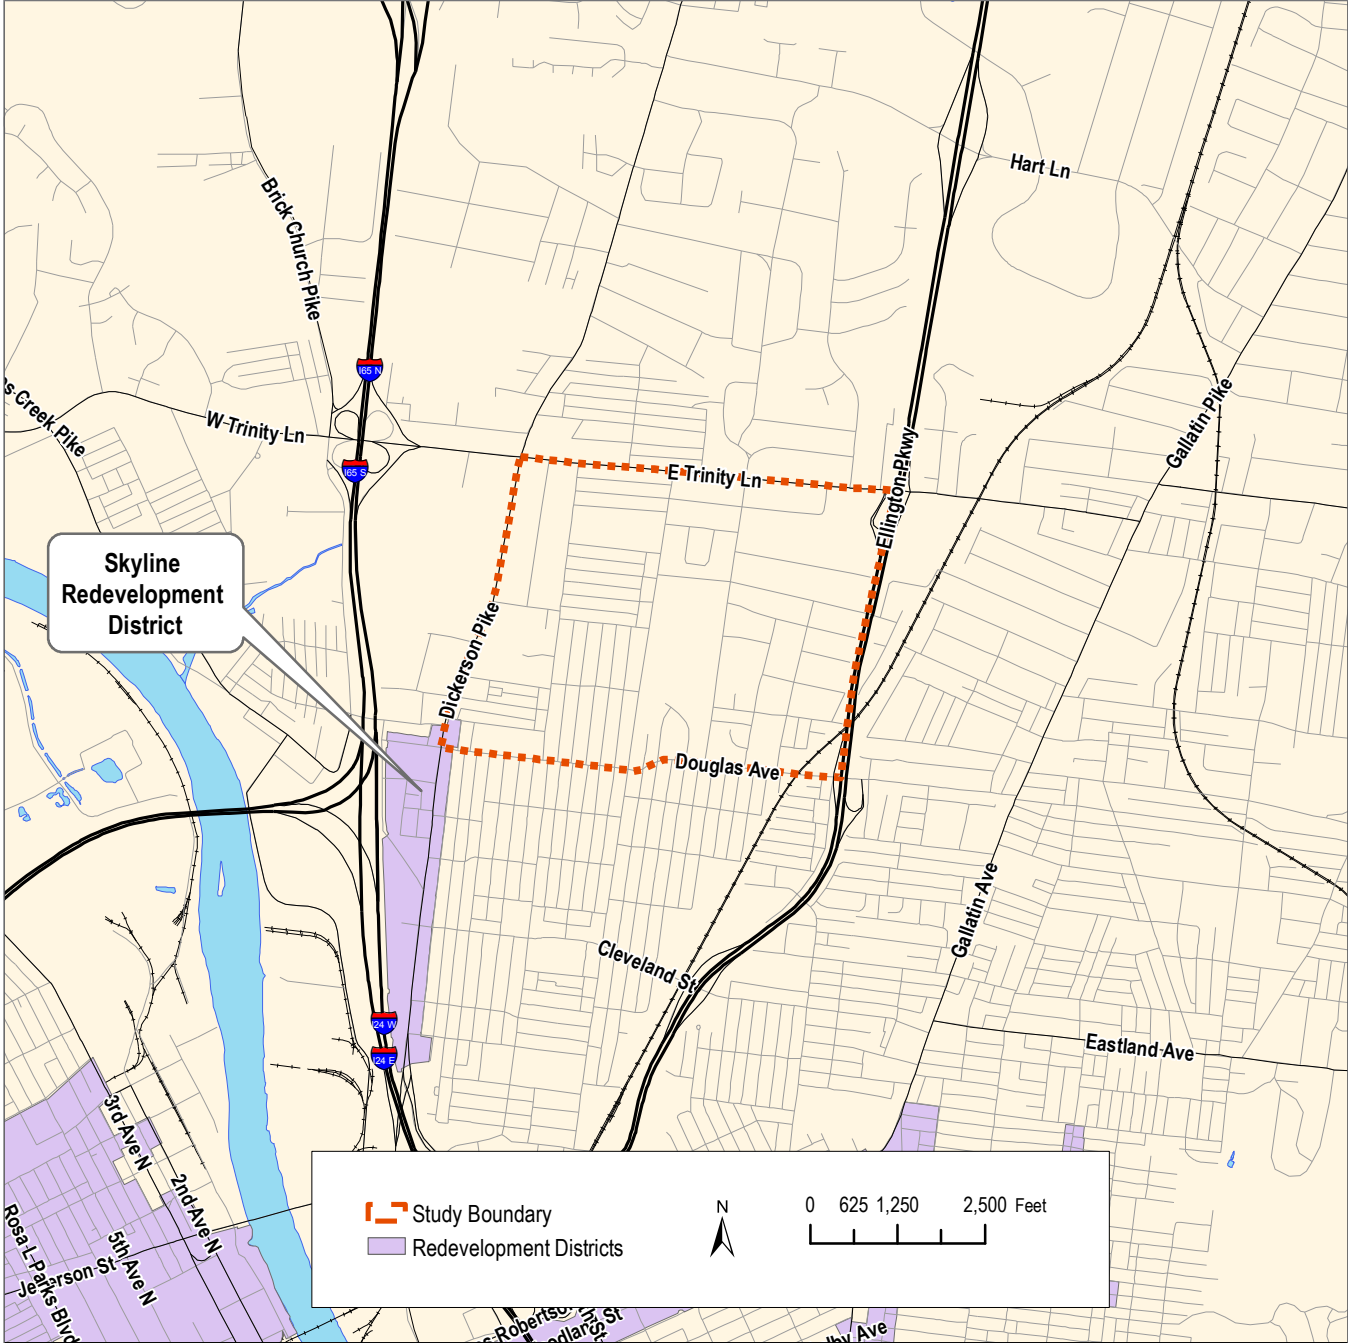 Hart Ln
Brick Church Pike
I65 N
Gallatin Pike
Creek Pike
W Trinity Ln
I65 S
E Trinity Ln
Ellington Pkwy
Skyline
Redevelopment
District
Dickerson Pike
Douglas Ave
Gallatin Ave
Cleveland St
I24 W
I24 E
Eastland Ave
3rd Ave N
2nd Ave N
Rosa L Parks Blvd
5th Ave N
Jefferson St
Study Boundary
Redevelopment Districts
N
0 625 1,250 2,500 Feet
Ave